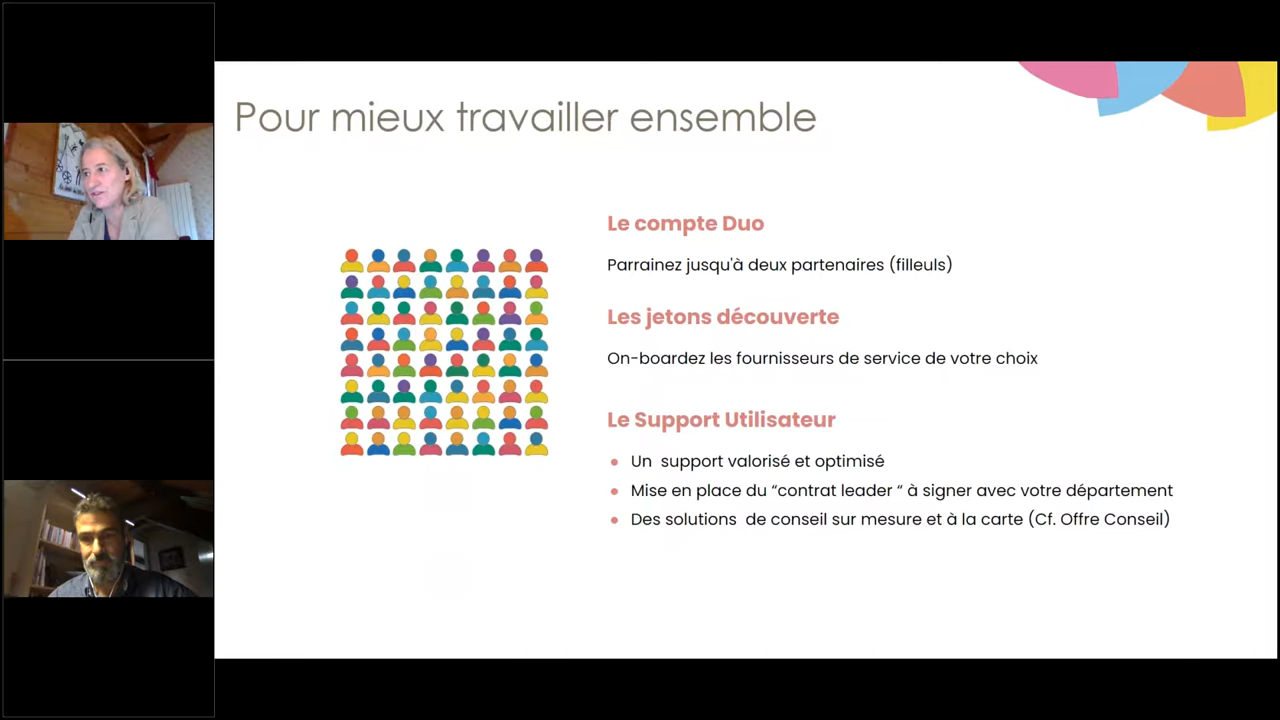 Pour mieux travailler ensemble
Le compte Duo
Parrainez jusqu'à deux partenaires (filleuls)
Les jetons découverte
On-boardez les fournisseurs de service de votre choix
Le Support Utilisateur
Un  support valorisé et optimisé
Mise en place du “contrat leader “ à signer avec votre département
Des solutions  de conseil sur mesure et à la carte (Cf. Offre Conseil)